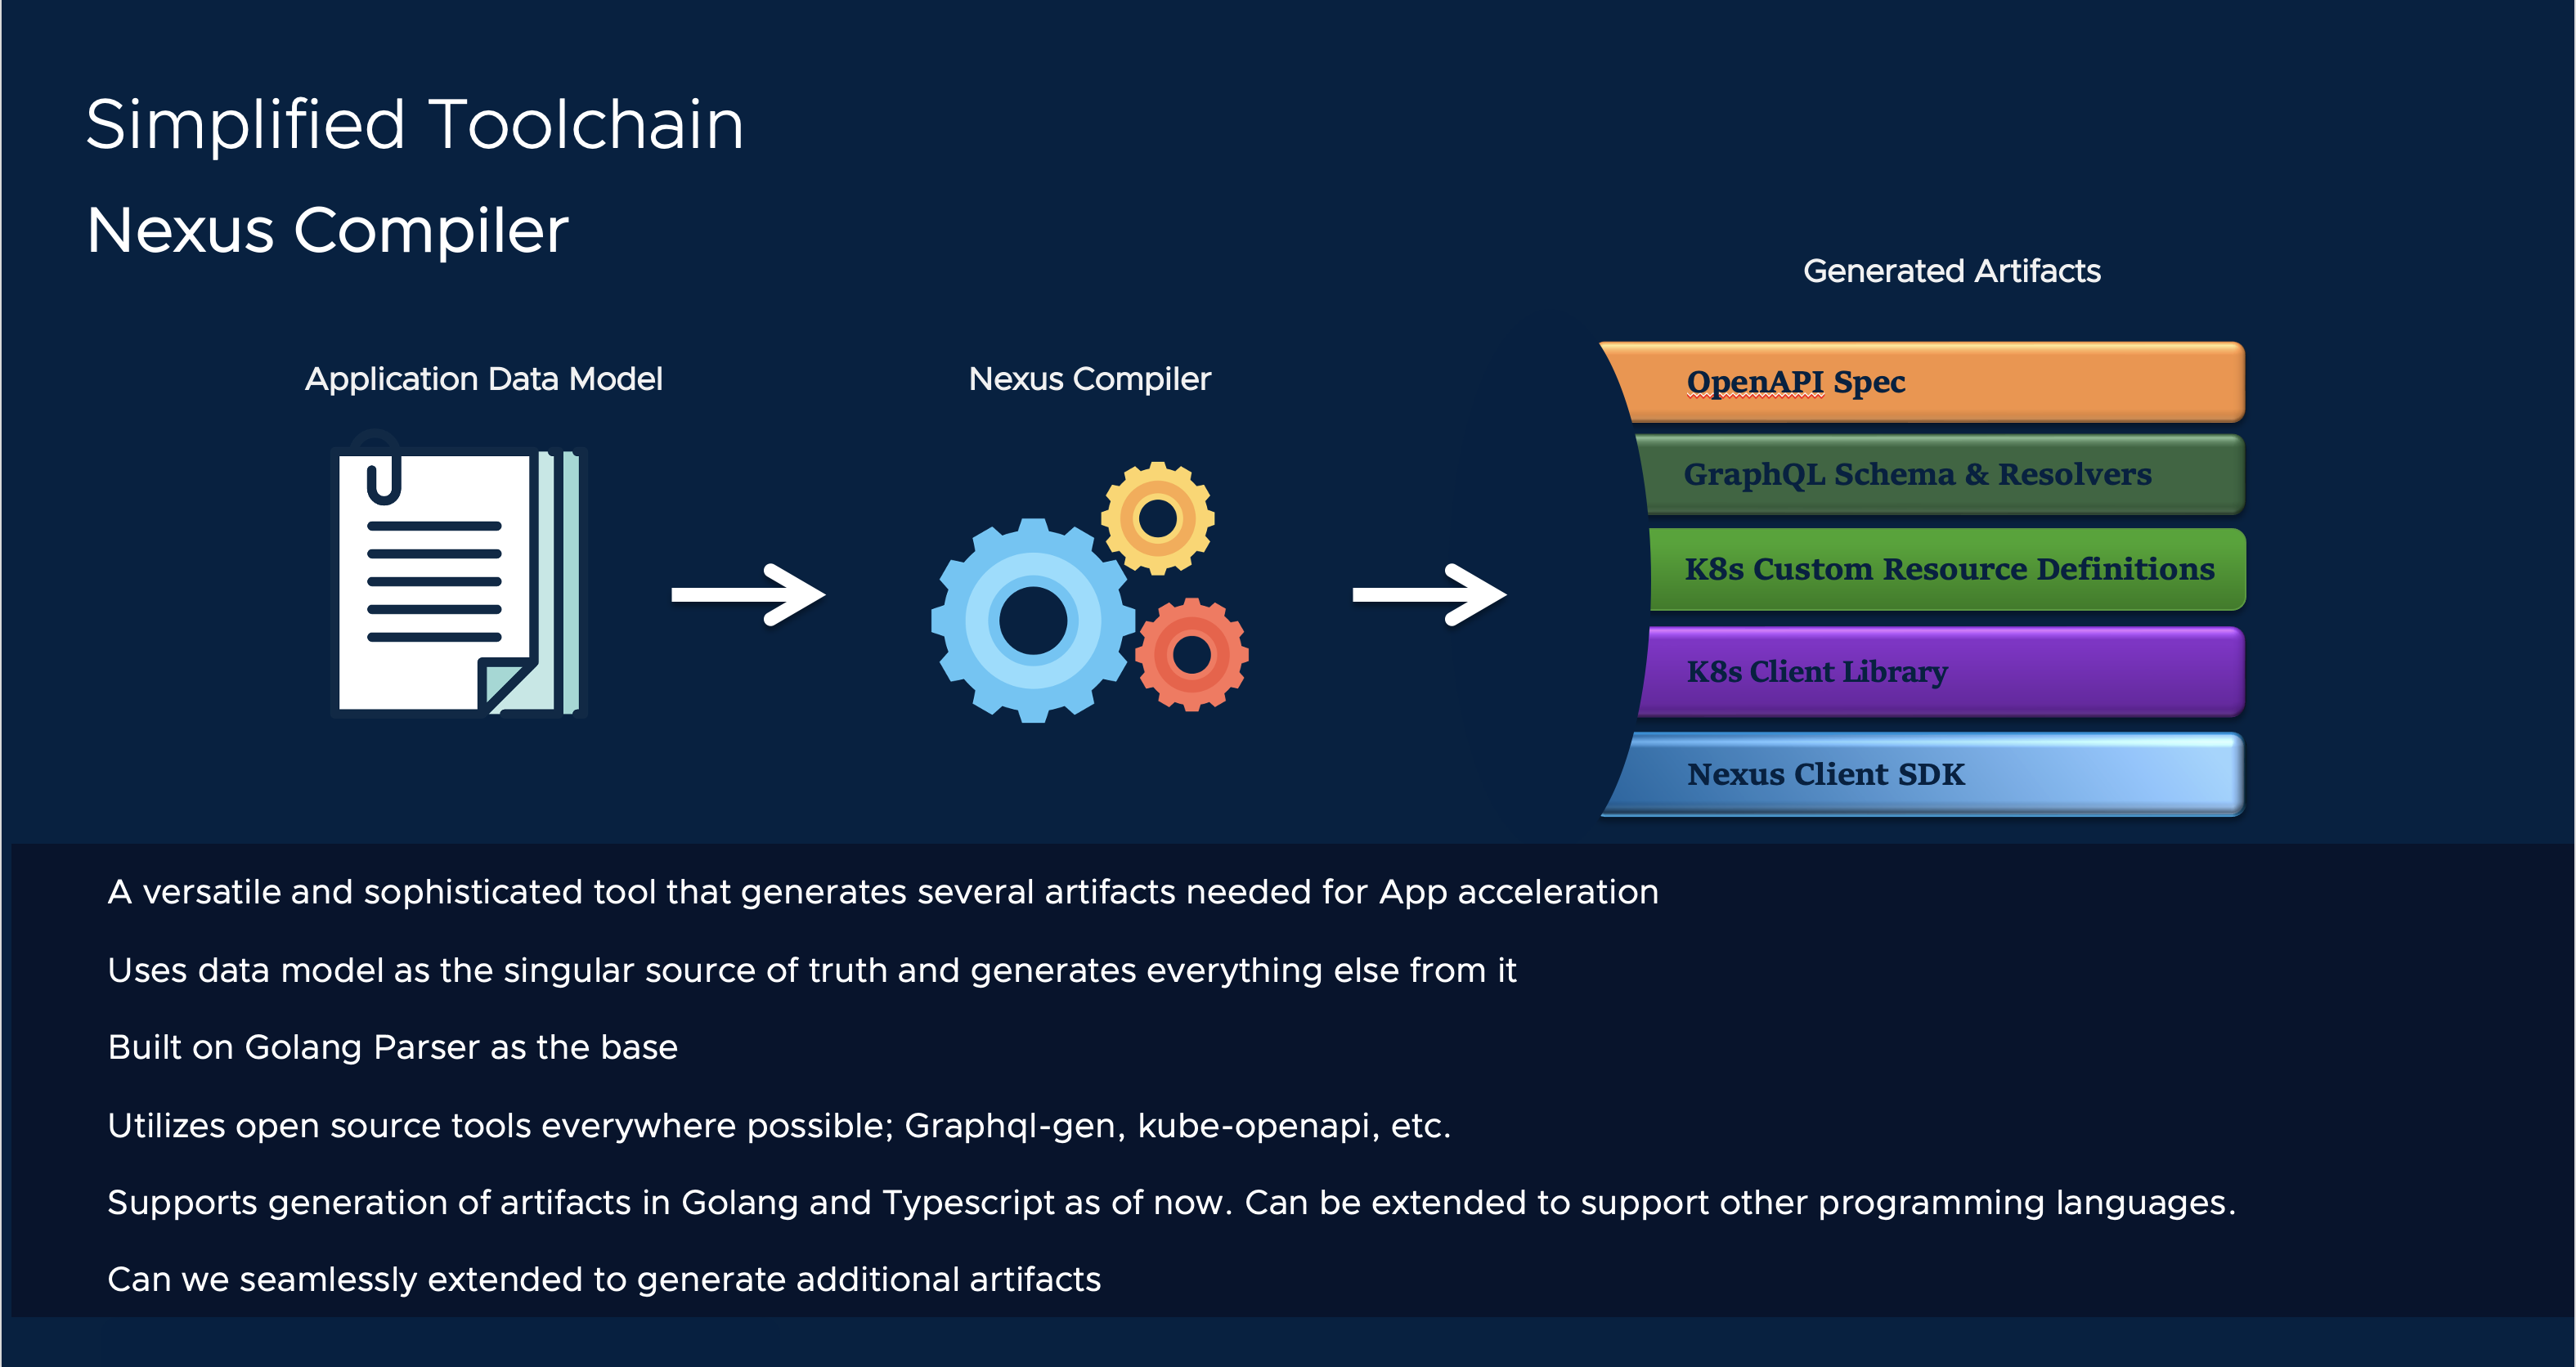 Simplified Toolchain
Nexus Compiler
Generated Artifacts
Application Data Model
Nexus Compiler
OpenAPI Spec
GraphQL Schema & Resolvers
K8s Custom Resource Definitions
K8s Client Library
Nexus Client SDK
A versatile and sophisticated tool that generates several artifacts needed for App acceleration
Uses data model as the singular source of truth and generates everything else from it
Built on Golang Parser as the base
Utilizes open source tools everywhere possible; Graphql-gen, kube-openapi, etc.
Supports generation of artifacts in Golang and Typescript as of now. Can be extended to support other programming languages.
Can we seamlessly extended to generate additional artifacts